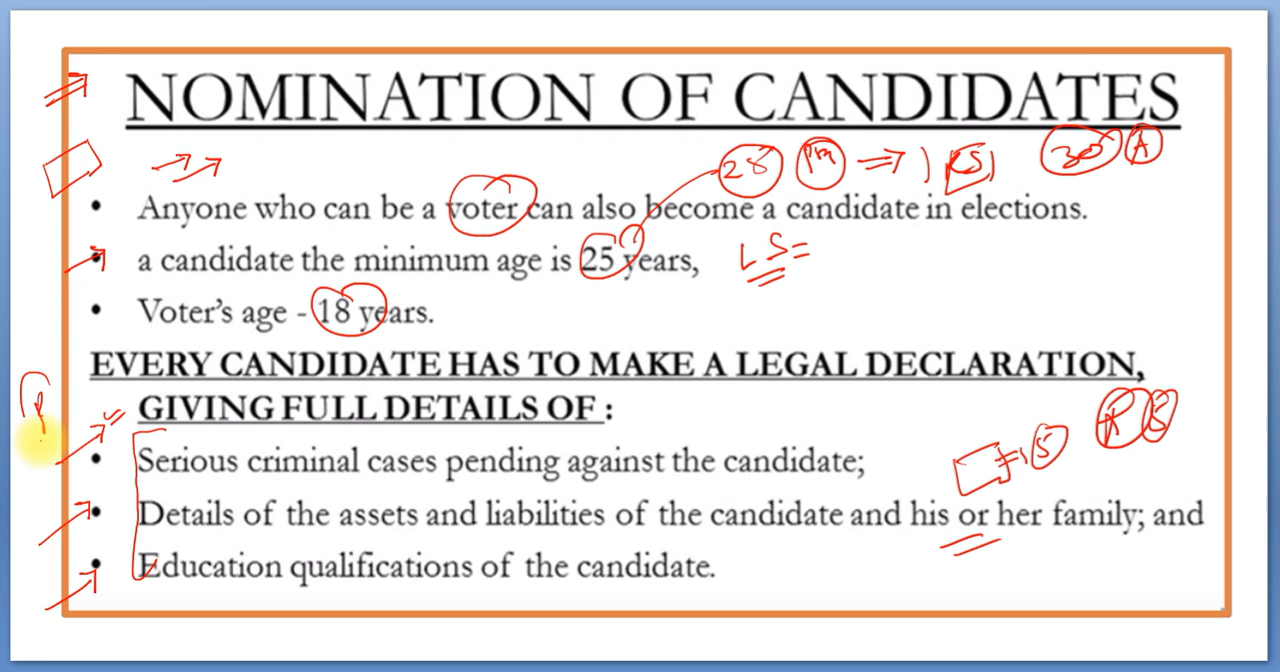 NOMINATION OF CANDIDATES
28 PM RS 30 A
• Anyone who can be a voter can also become a candidate in elections.
• a candidate the minimum age is 25 years, LS=
• Voter's age - 18 years.
EVERY CANDIDATE HAS TO MAKE A LEGAL DECLARATION,
GIVING FULL DETAILS OF :
• Serious criminal cases pending against the candidate;
5
• Details of the assets and liabilities of the candidate and his or her family; and
• Education qualifications of the candidate.